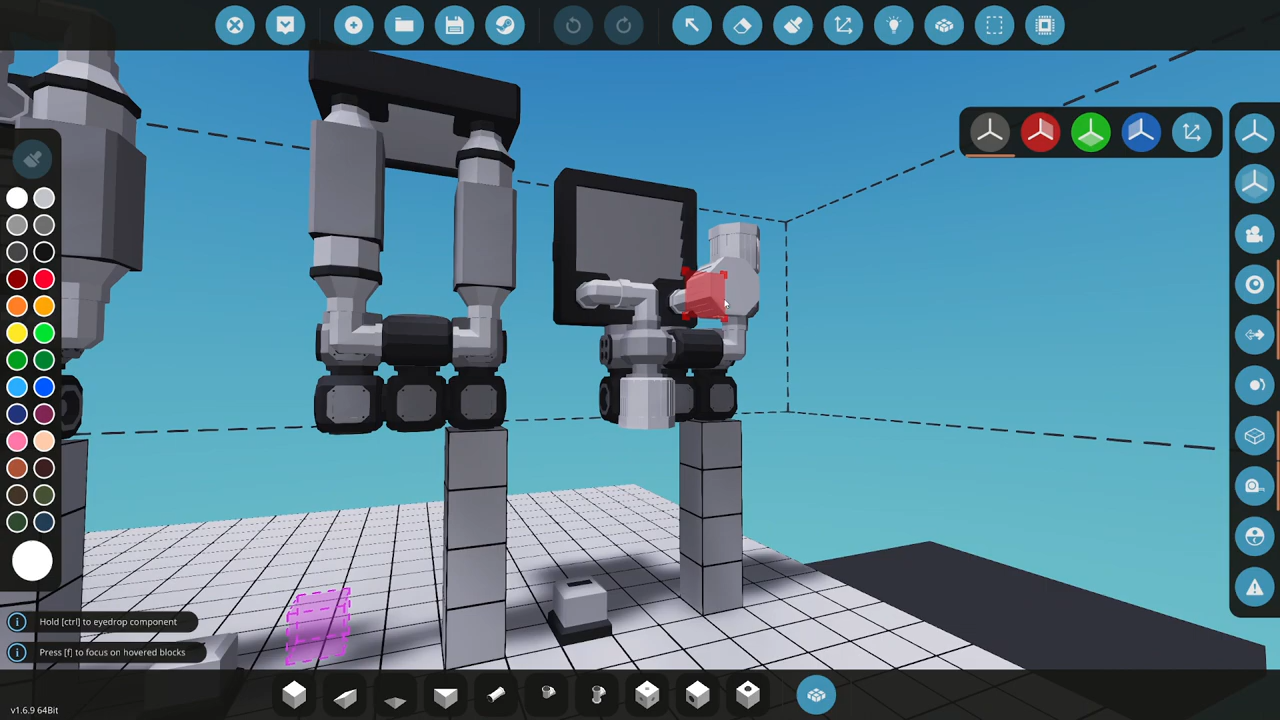 Hold [ctrl] to eyedrop component
Press [f] to focus on hovered blocks
v1.6.9 64Bit